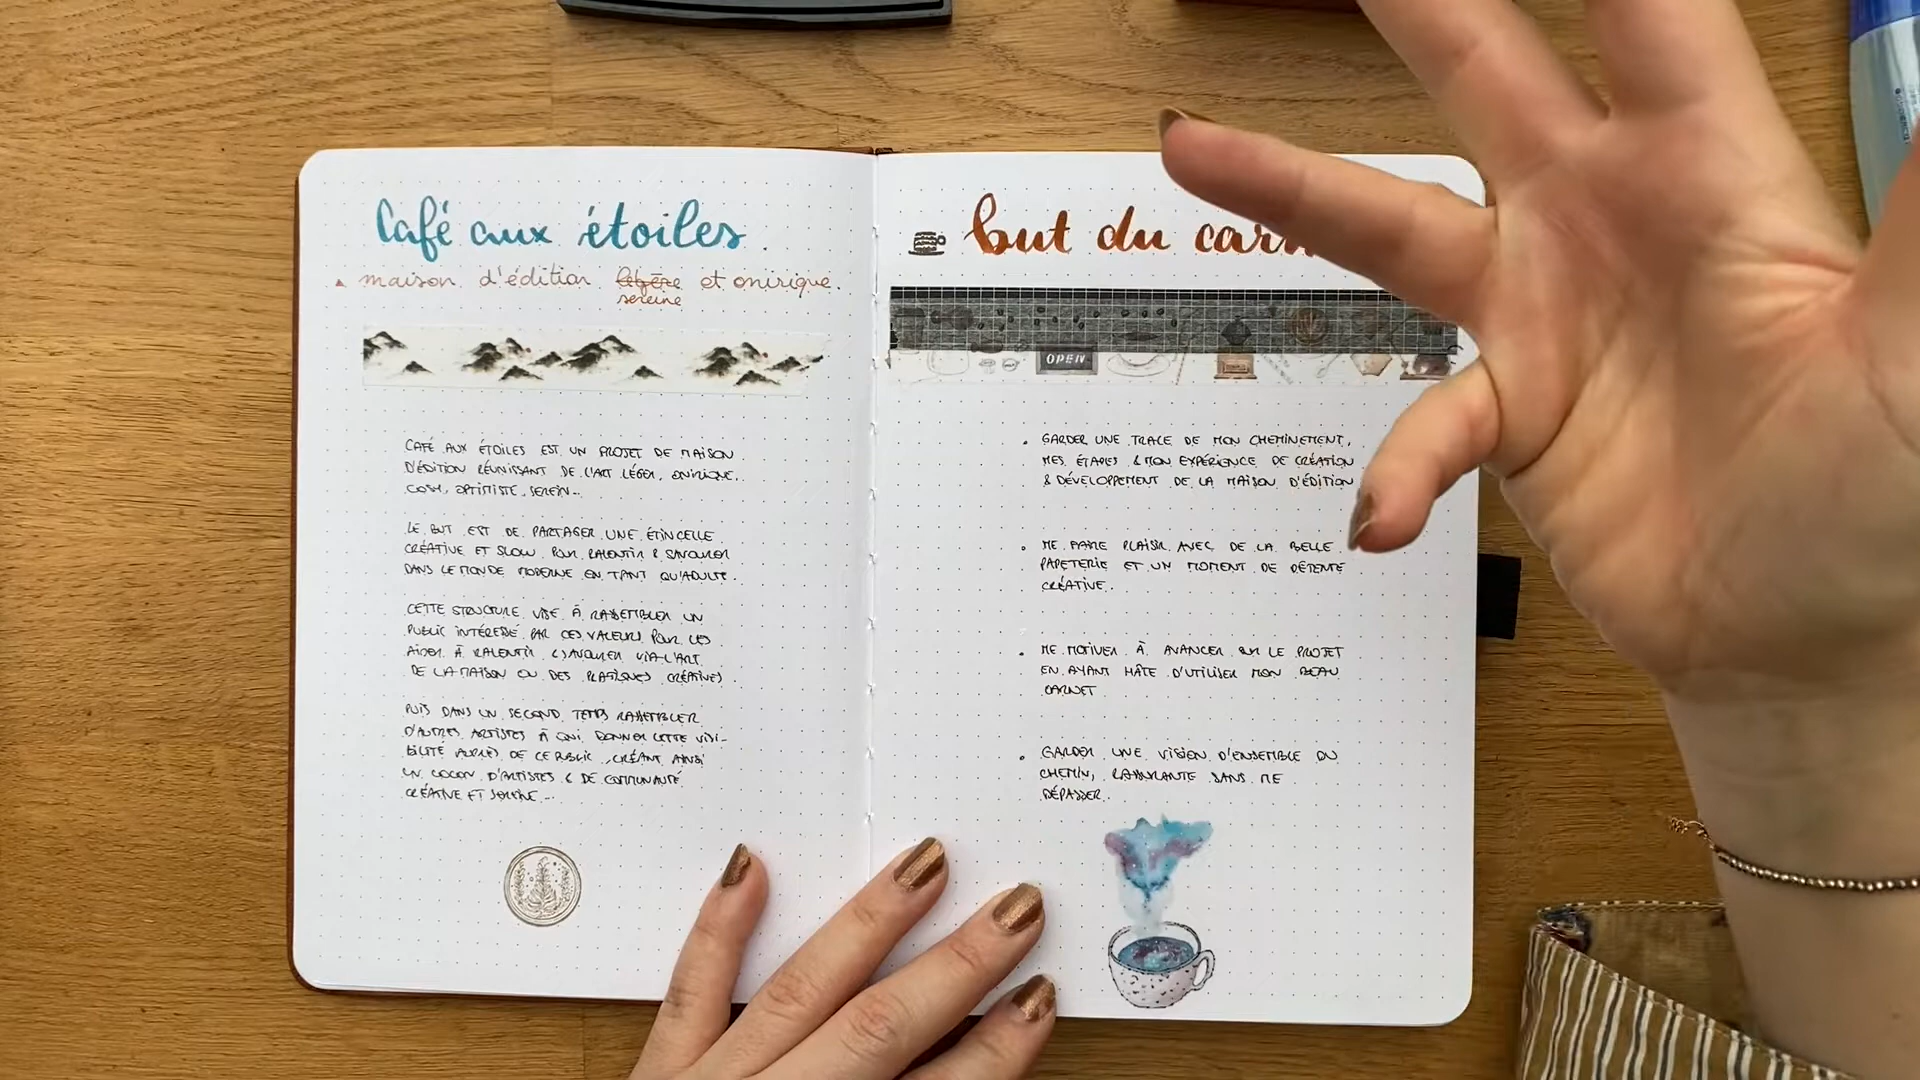 Café aux étoiles
maison d'édition légère et onirique.
sereine
CAFÉ AUX ÉTOILES EST UN PROJET DE MAISON
D'ÉDITION RÉUNISSANT DE L'ART LÉGER, ONIRIQUE,
COSY, OPTIMISTE, SEREIN...
LE BUT EST DE PARTAGER UNE ÉTINCELLE
CRÉATIVE ET SLOW POUR RALENTIR & SAVOURER
DANS LE MONDE MODERNE EN TANT QU'ADULTE.
CETTE STRUCTURE VISE À RASSEMBLER UN
PUBLIC INTÉRESSÉ PAR CES VALEURS POUR LES
AIDER À RALENTIR & SAVOURER VIA L'ART
DE LA MAISON OU DES PRATIQUES CRÉATIVES.
PUIS DANS UN SECOND TEMPS RASSEMBLER
D'AUTRES ARTISTES À QUI DONNER CETTE VISI-
BILITÉ AUPRÈS DE CE PUBLIC, CRÉANT AINSI
UN COCON D'ARTISTES & DE COMMUNAUTÉ
CRÉATIVE ET SEREINE...
but du
OPEN
GARDER UNE TRACE DE MON CHEMINEMENT,
MES ÉTAPES & MON EXPÉRIENCE DE CRÉATION
& DÉVELOPPEMENT DE LA MAISON D'ÉDITION
ME FAIRE PLAISIR AVEC DE LA BELLE
PAPETERIE ET UN MOMENT DE DÉTENTE
CRÉATIVE.
ME MOTIVER À AVANCER SUR LE PROJET
EN AYANT HÂTE D'UTILISER MON BEAU
CARNET
GARDER UNE VISION D'ENSEMBLE DU
CHEMIN, RASSURANTE SANS ME
DÉPASSER.